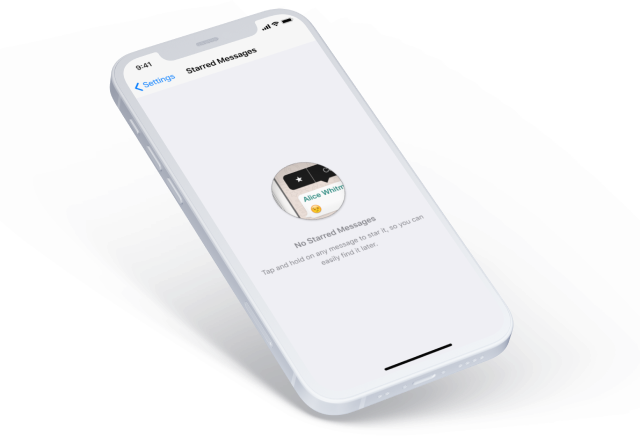 9:41
Settings
Starred Messages
Alice Whitm
No Starred Messages
Tap and hold on any message to star it, so you can
easily find it later.